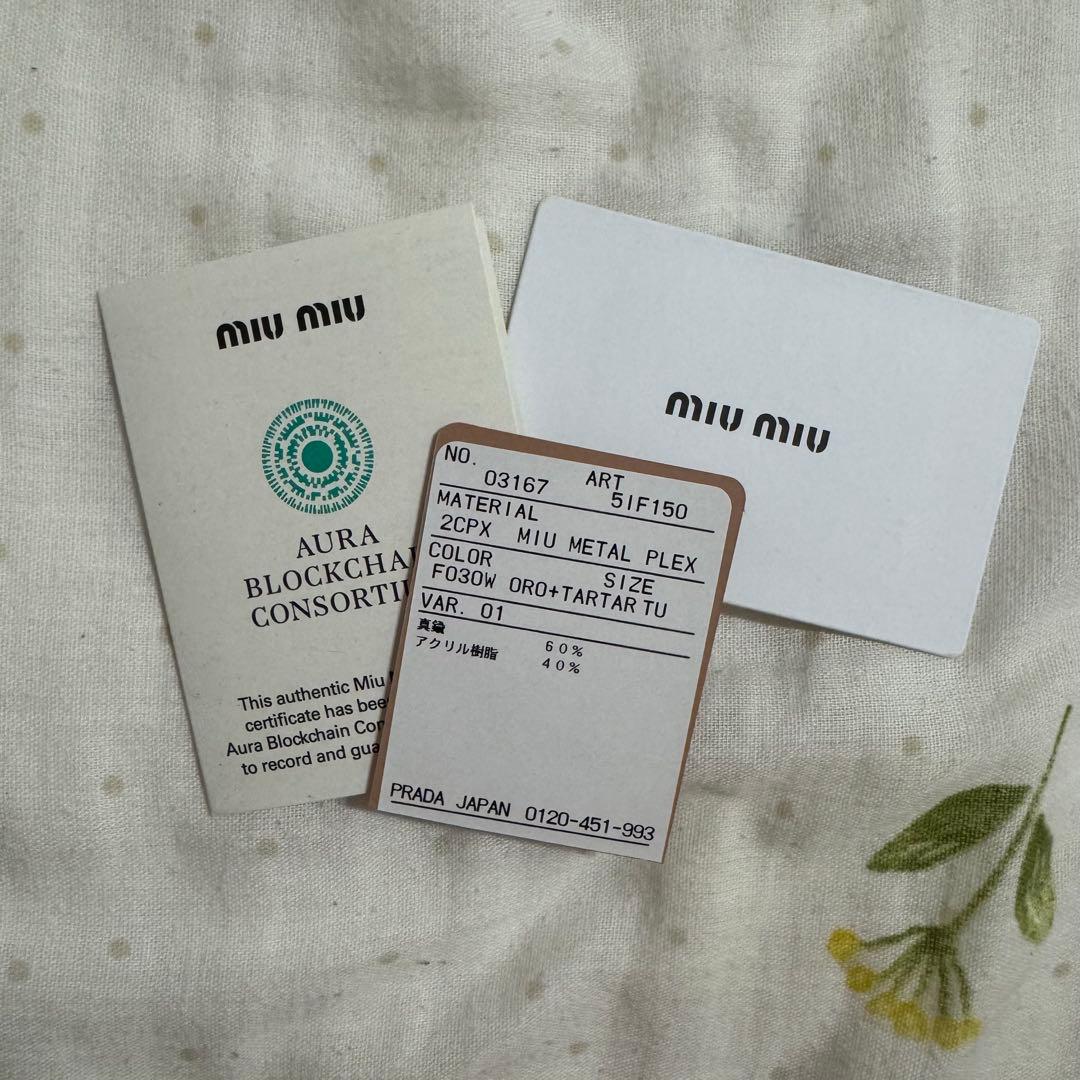 miu miu
AURA
BLOCKCHAI
CONSORTI
This authentic Miu
certificate has bee
Aura Blockchain Con
to record and gua
miu miu
NO. ART
03167 5IF150
MATERIAL
2CPX MIU METAL PLEX
COLOR SIZE
F030W ORO+TARTAR TU
VAR. 01
真鍮 60%
アクリル樹脂 40%
PRADA JAPAN 0120-451-993